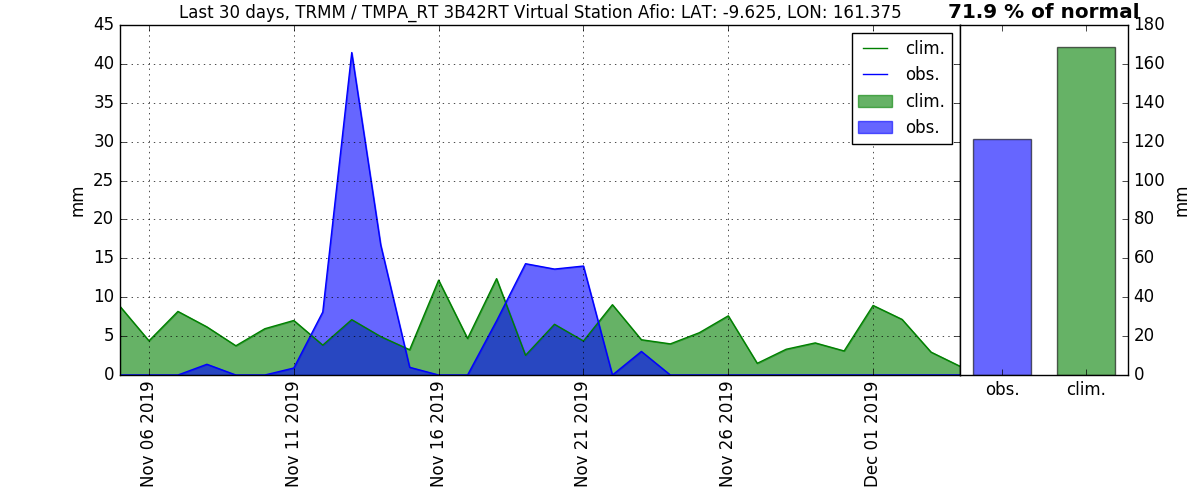 Last 30 days, TRMM / TMPA_RT 3B42RT Virtual Station Afio: LAT: -9.625, LON: 161.375
71.9 % of normal
45
40
35
30
25
20
15
10
5
0
mm
clim.
obs.
clim.
obs.
180
160
140
120
100
80
60
40
20
0
mm
Nov 06 2019
Nov 11 2019
Nov 16 2019
Nov 21 2019
Nov 26 2019
Dec 01 2019
obs.
clim.